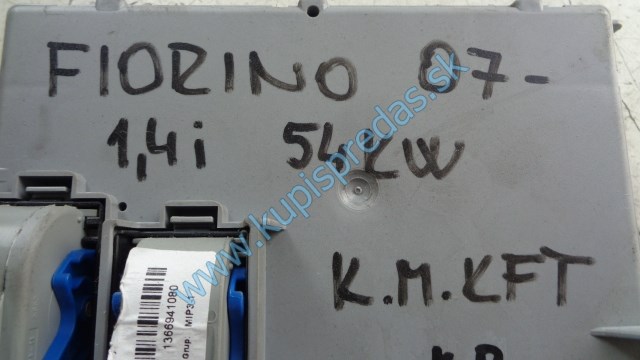 FIORINO 07-
1,4i 54KW
www.kupispredas.sk
K.M.KFT
1366941080